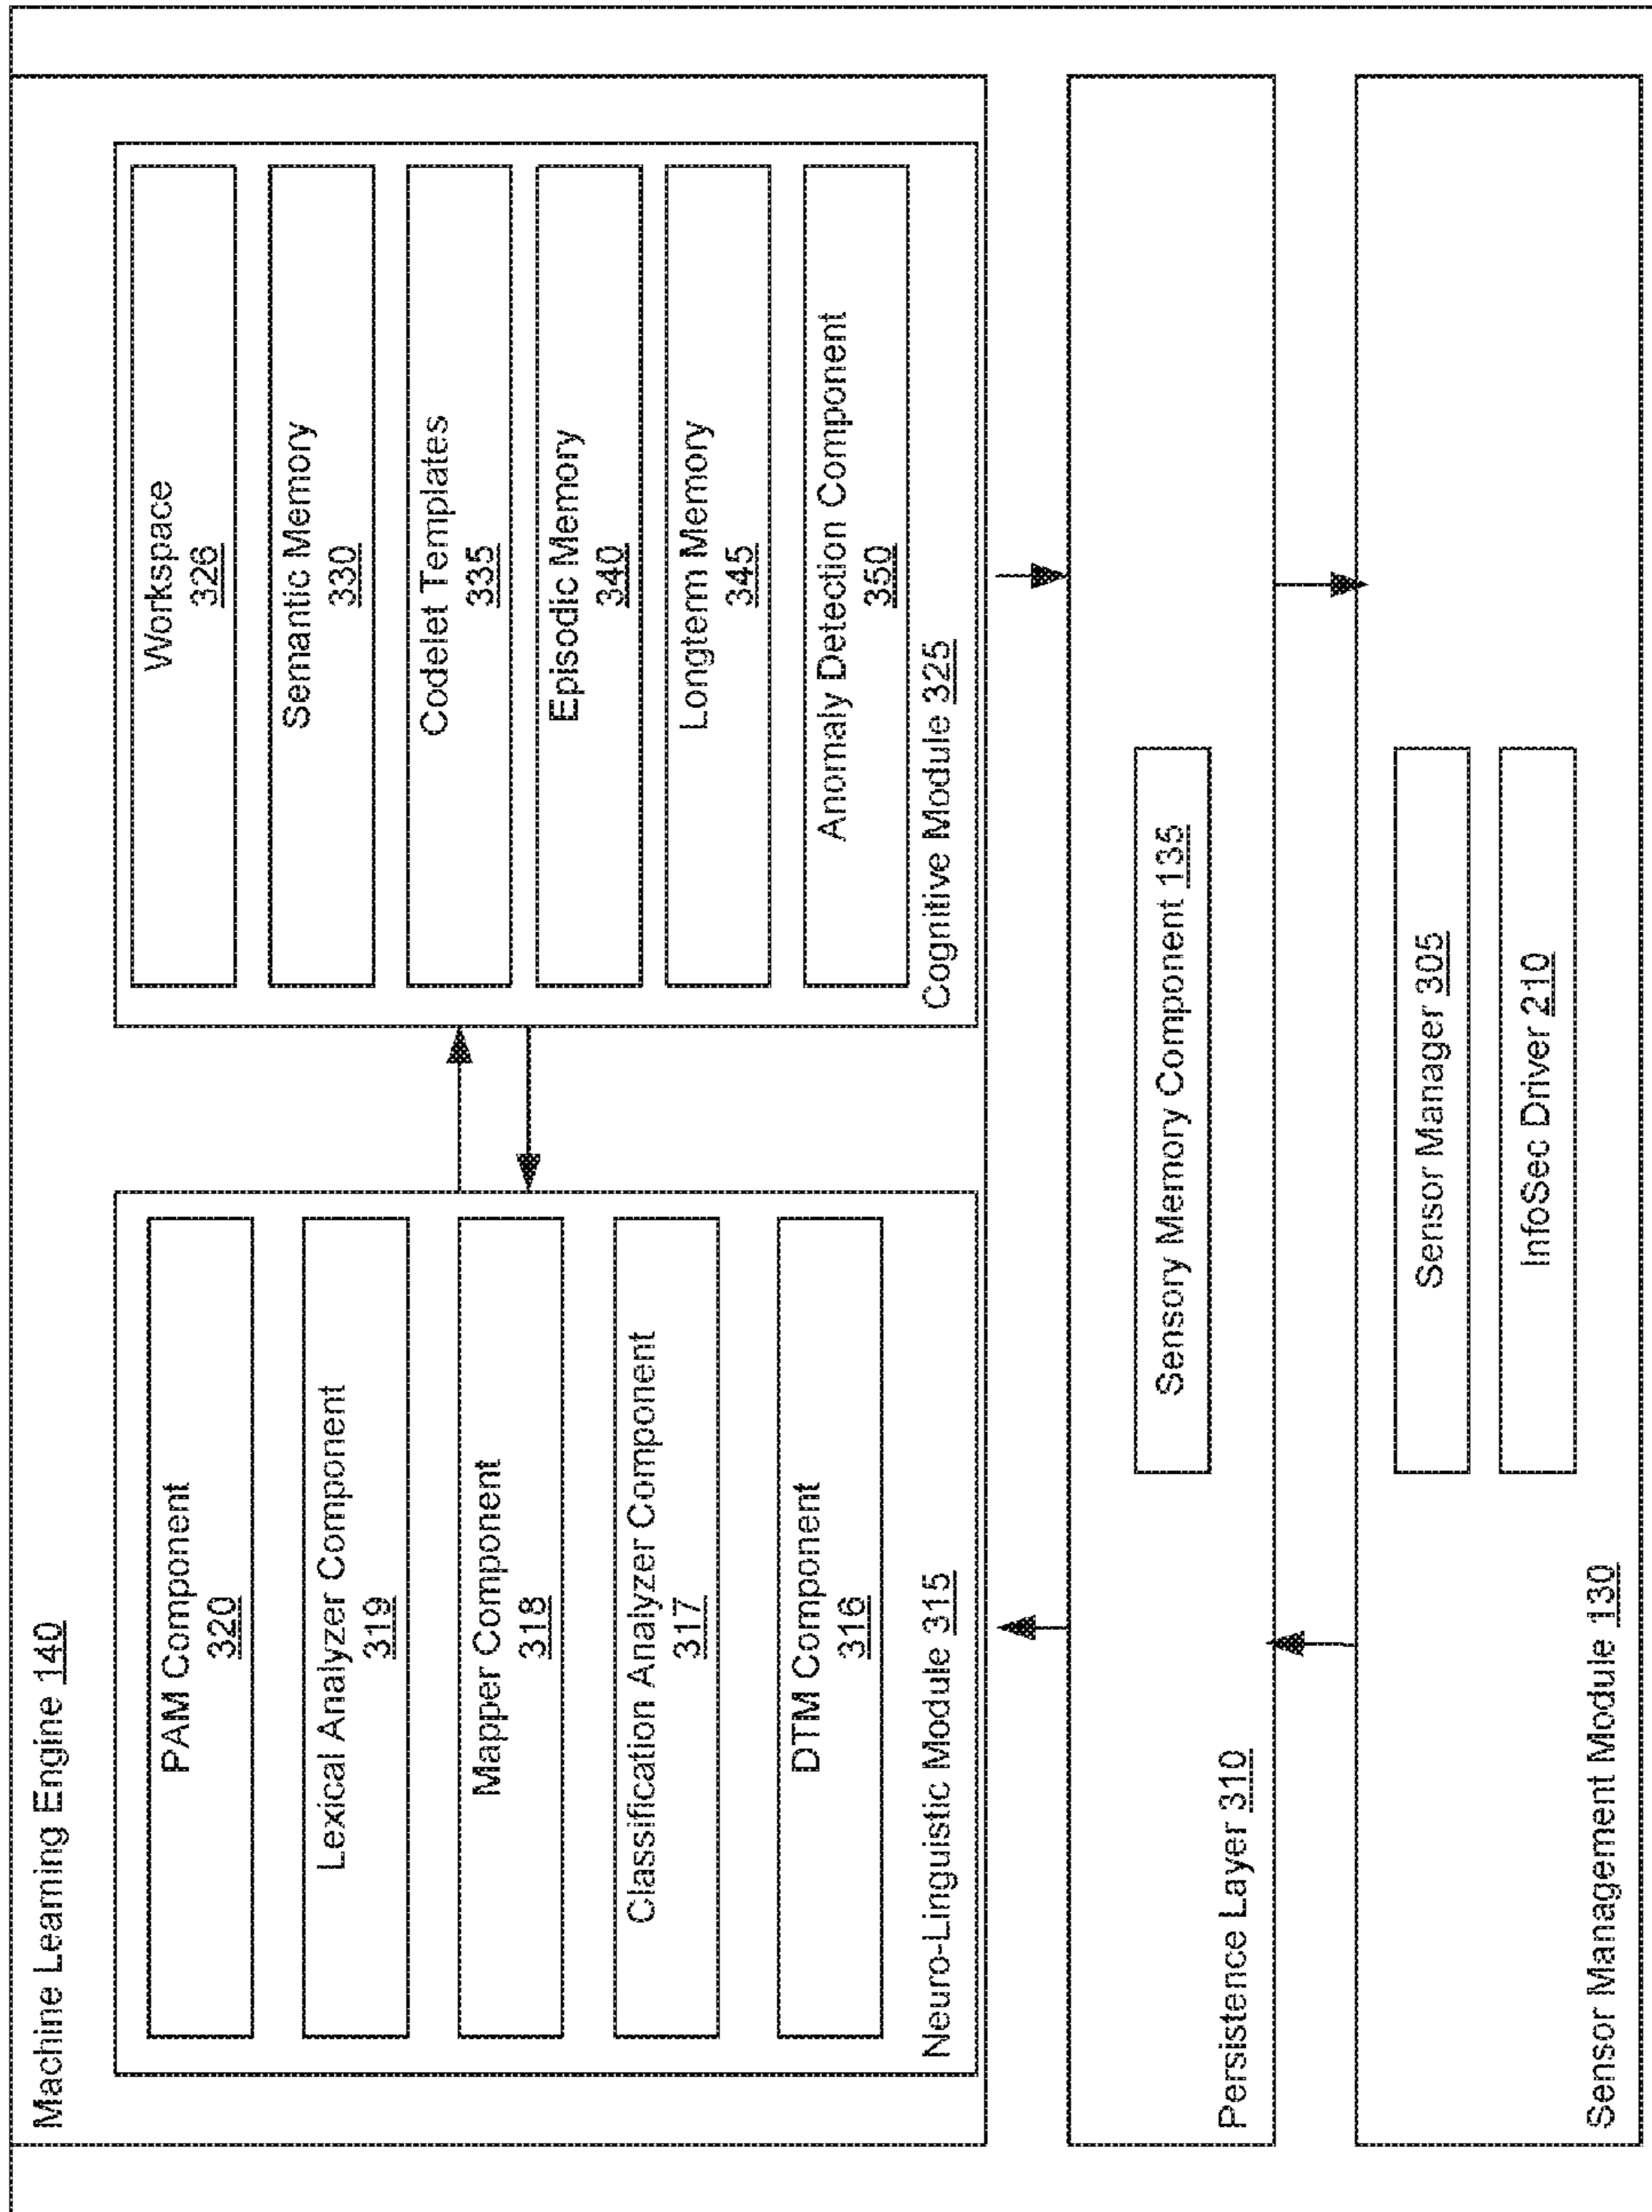 Machine Learning Engine 140
PAM Component
320
Lexical Analyzer Component
319
Mapper Component
318
Classification Analyzer Component
317
DTM Component
316
Neuro-Linguistic Module 315
Workspace
326
Semantic Memory
330
Codelet Templates
335
Episodic Memory
340
Longterm Memory
345
Anomaly Detection Component
350
Cognitive Module 325
Sensory Memory Component 135
Persistence Layer 310
Sensor Manager 305
InfoSec Driver 210
Sensor Management Module 130